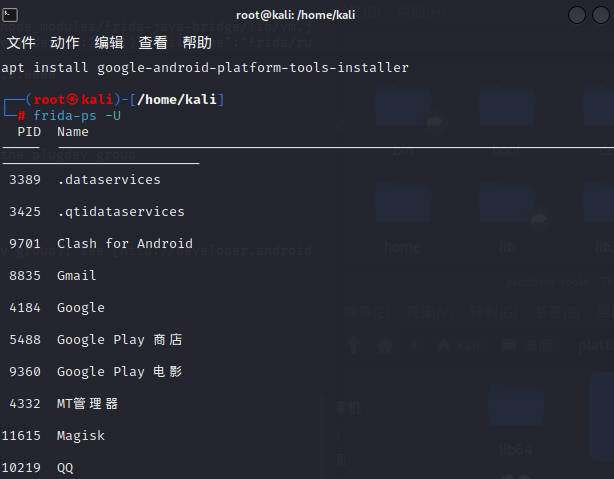 root@kali: /home/kali
文件 动作 编辑 查看 帮助
apt install google-android-platform-tools-installer
┌──(root㉿kali)-[/home/kali]
└─# frida-ps -U
PID Name
3389 .dataservices
3425 .qtidataservices
9701 Clash for Android
8835 Gmail
4184 Google
5488 Google Play 商店
9360 Google Play 电影
4332 MT管理器
11615 Magisk
10219 QQ
home
lib
lib64